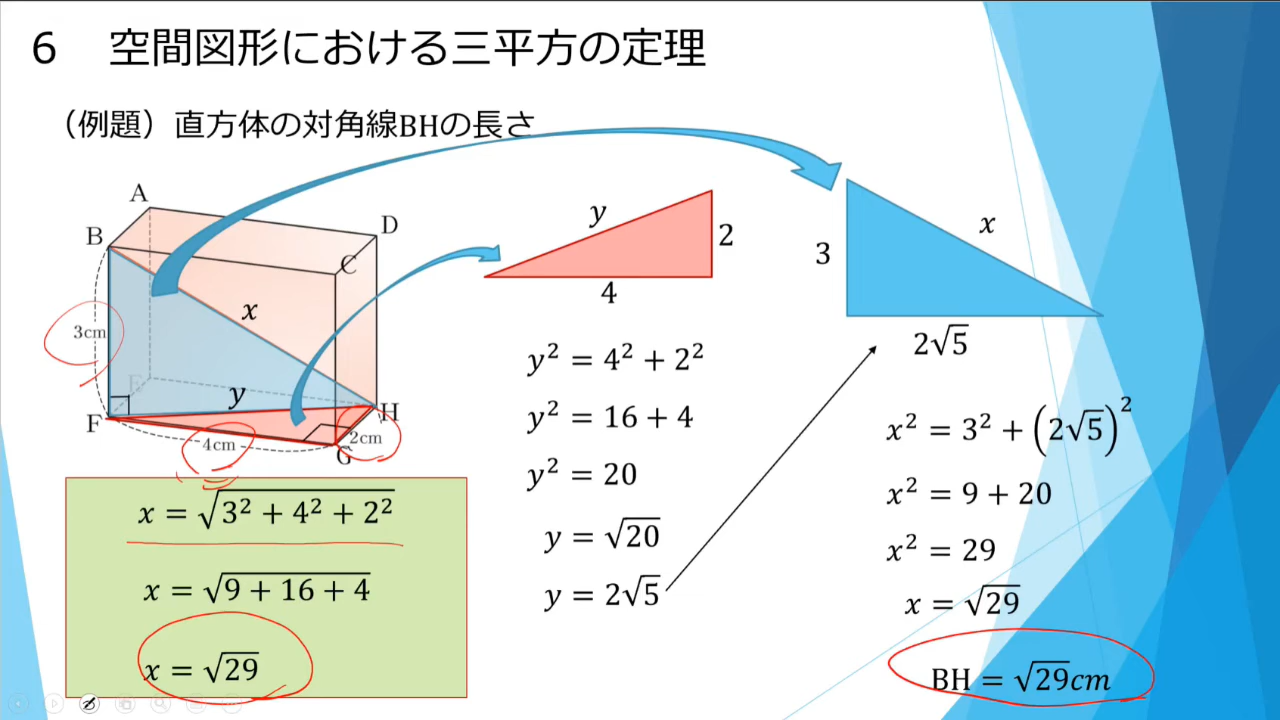 6　空間図形における三平方の定理
（例題）直方体の対角線BHの長さ
A
D
B
C
x
3cm
E
y
H
F
4cm
2cm
G
y
2
4
3
x
2√5
y² = 4² + 2²
y² = 16 + 4
y² = 20
y = √20
y = 2√5
x² = 3² + (2√5)²
x² = 9 + 20
x² = 29
x = √29
BH = √29cm
x = √(3² + 4² + 2²)
x = √(9 + 16 + 4)
x = √29